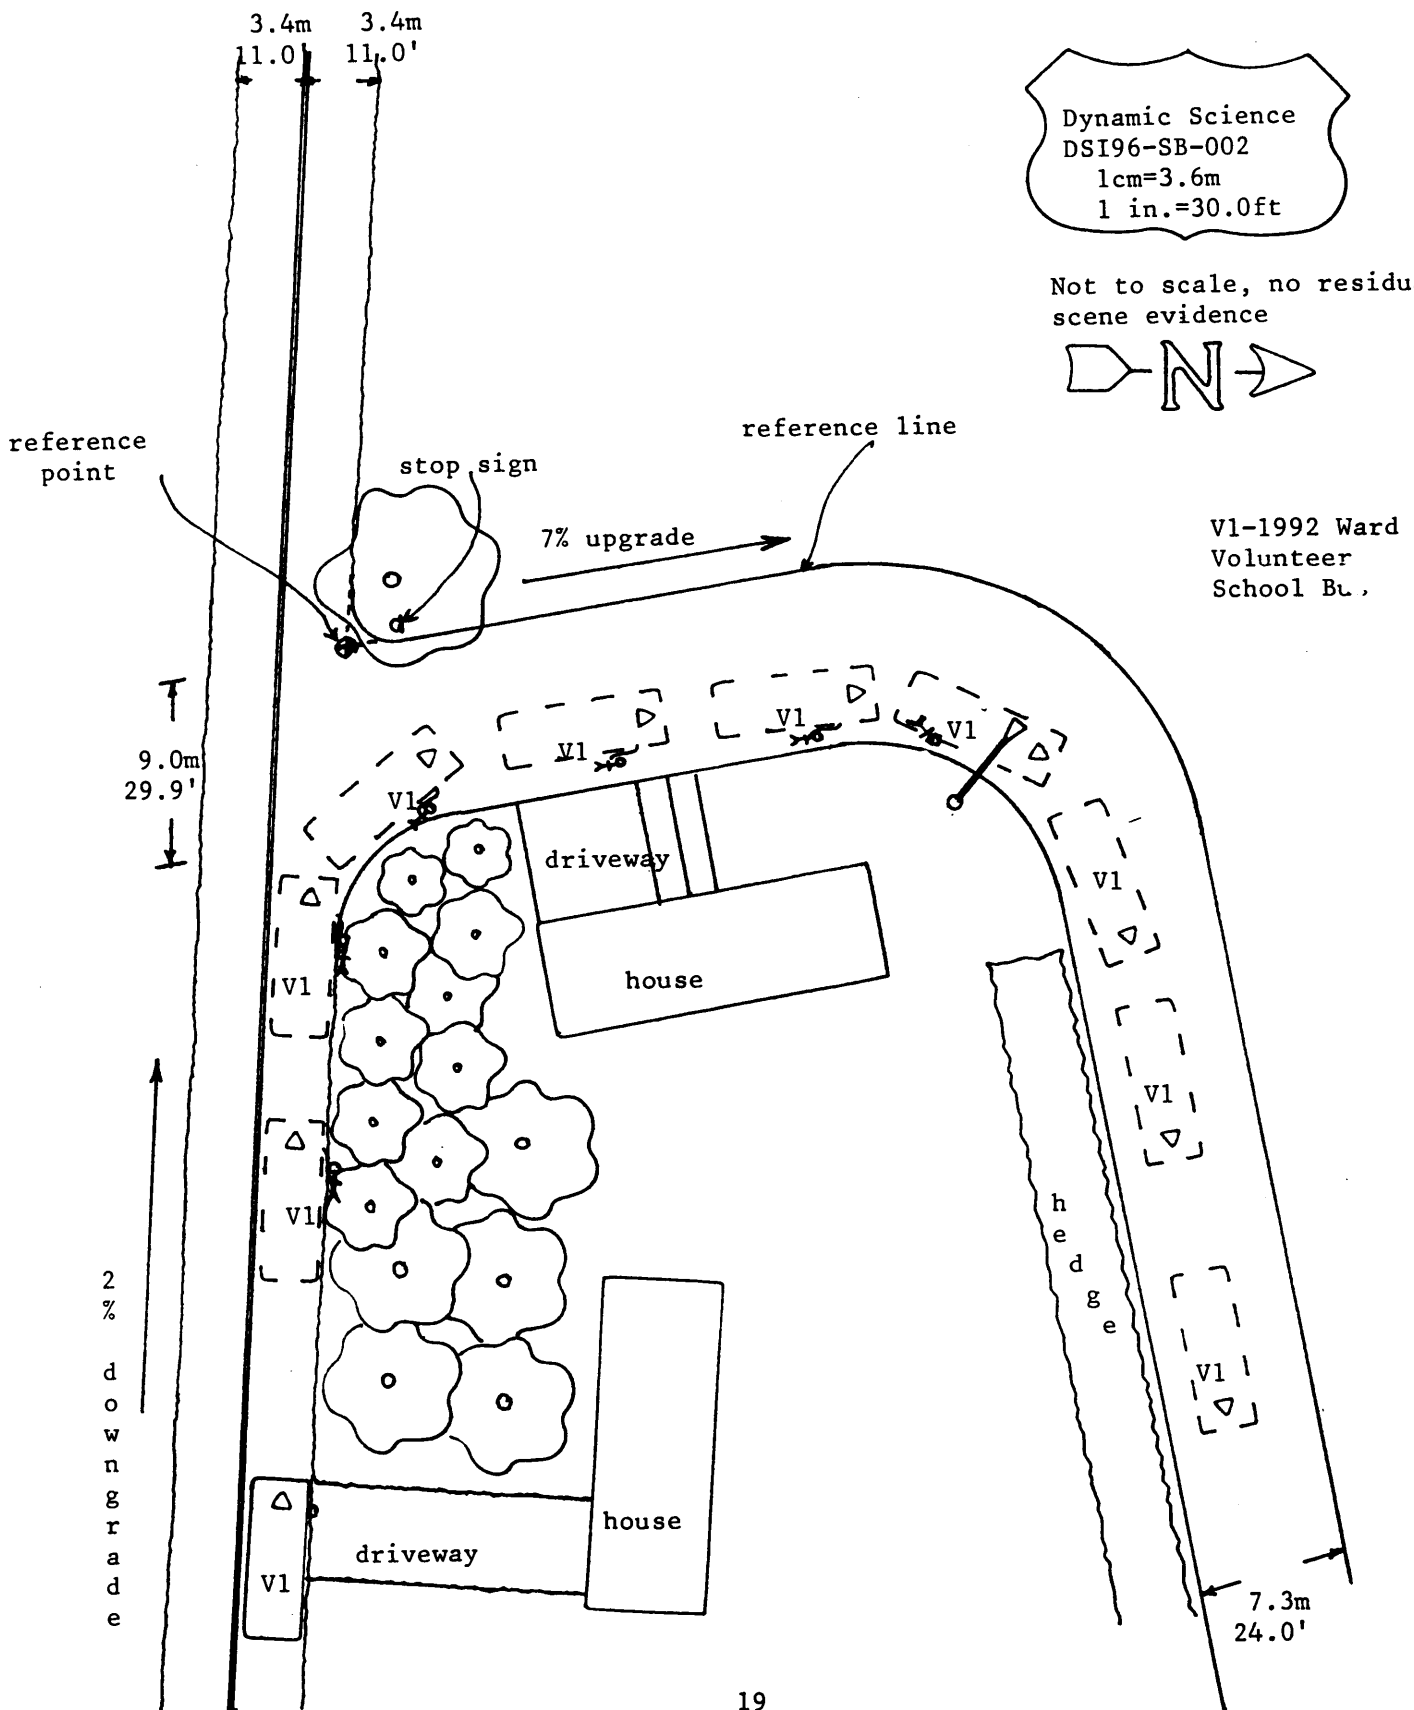 3.4m 3.4m
11.0 11.0'
Dynamic Science
DSI96-SB-002
1cm=3.6m
1 in.=30.0ft
Not to scale, no residu
scene evidence
N
reference
point
stop sign
reference line
7% upgrade
V1-1992 Ward
Volunteer
School
9.0m
29.9'
V1
V1
V1
V1
V1
V1
V1
V1
V1
V1
driveway
house
hedge
2% downgrade
house
driveway
7.3m
24.0'
19